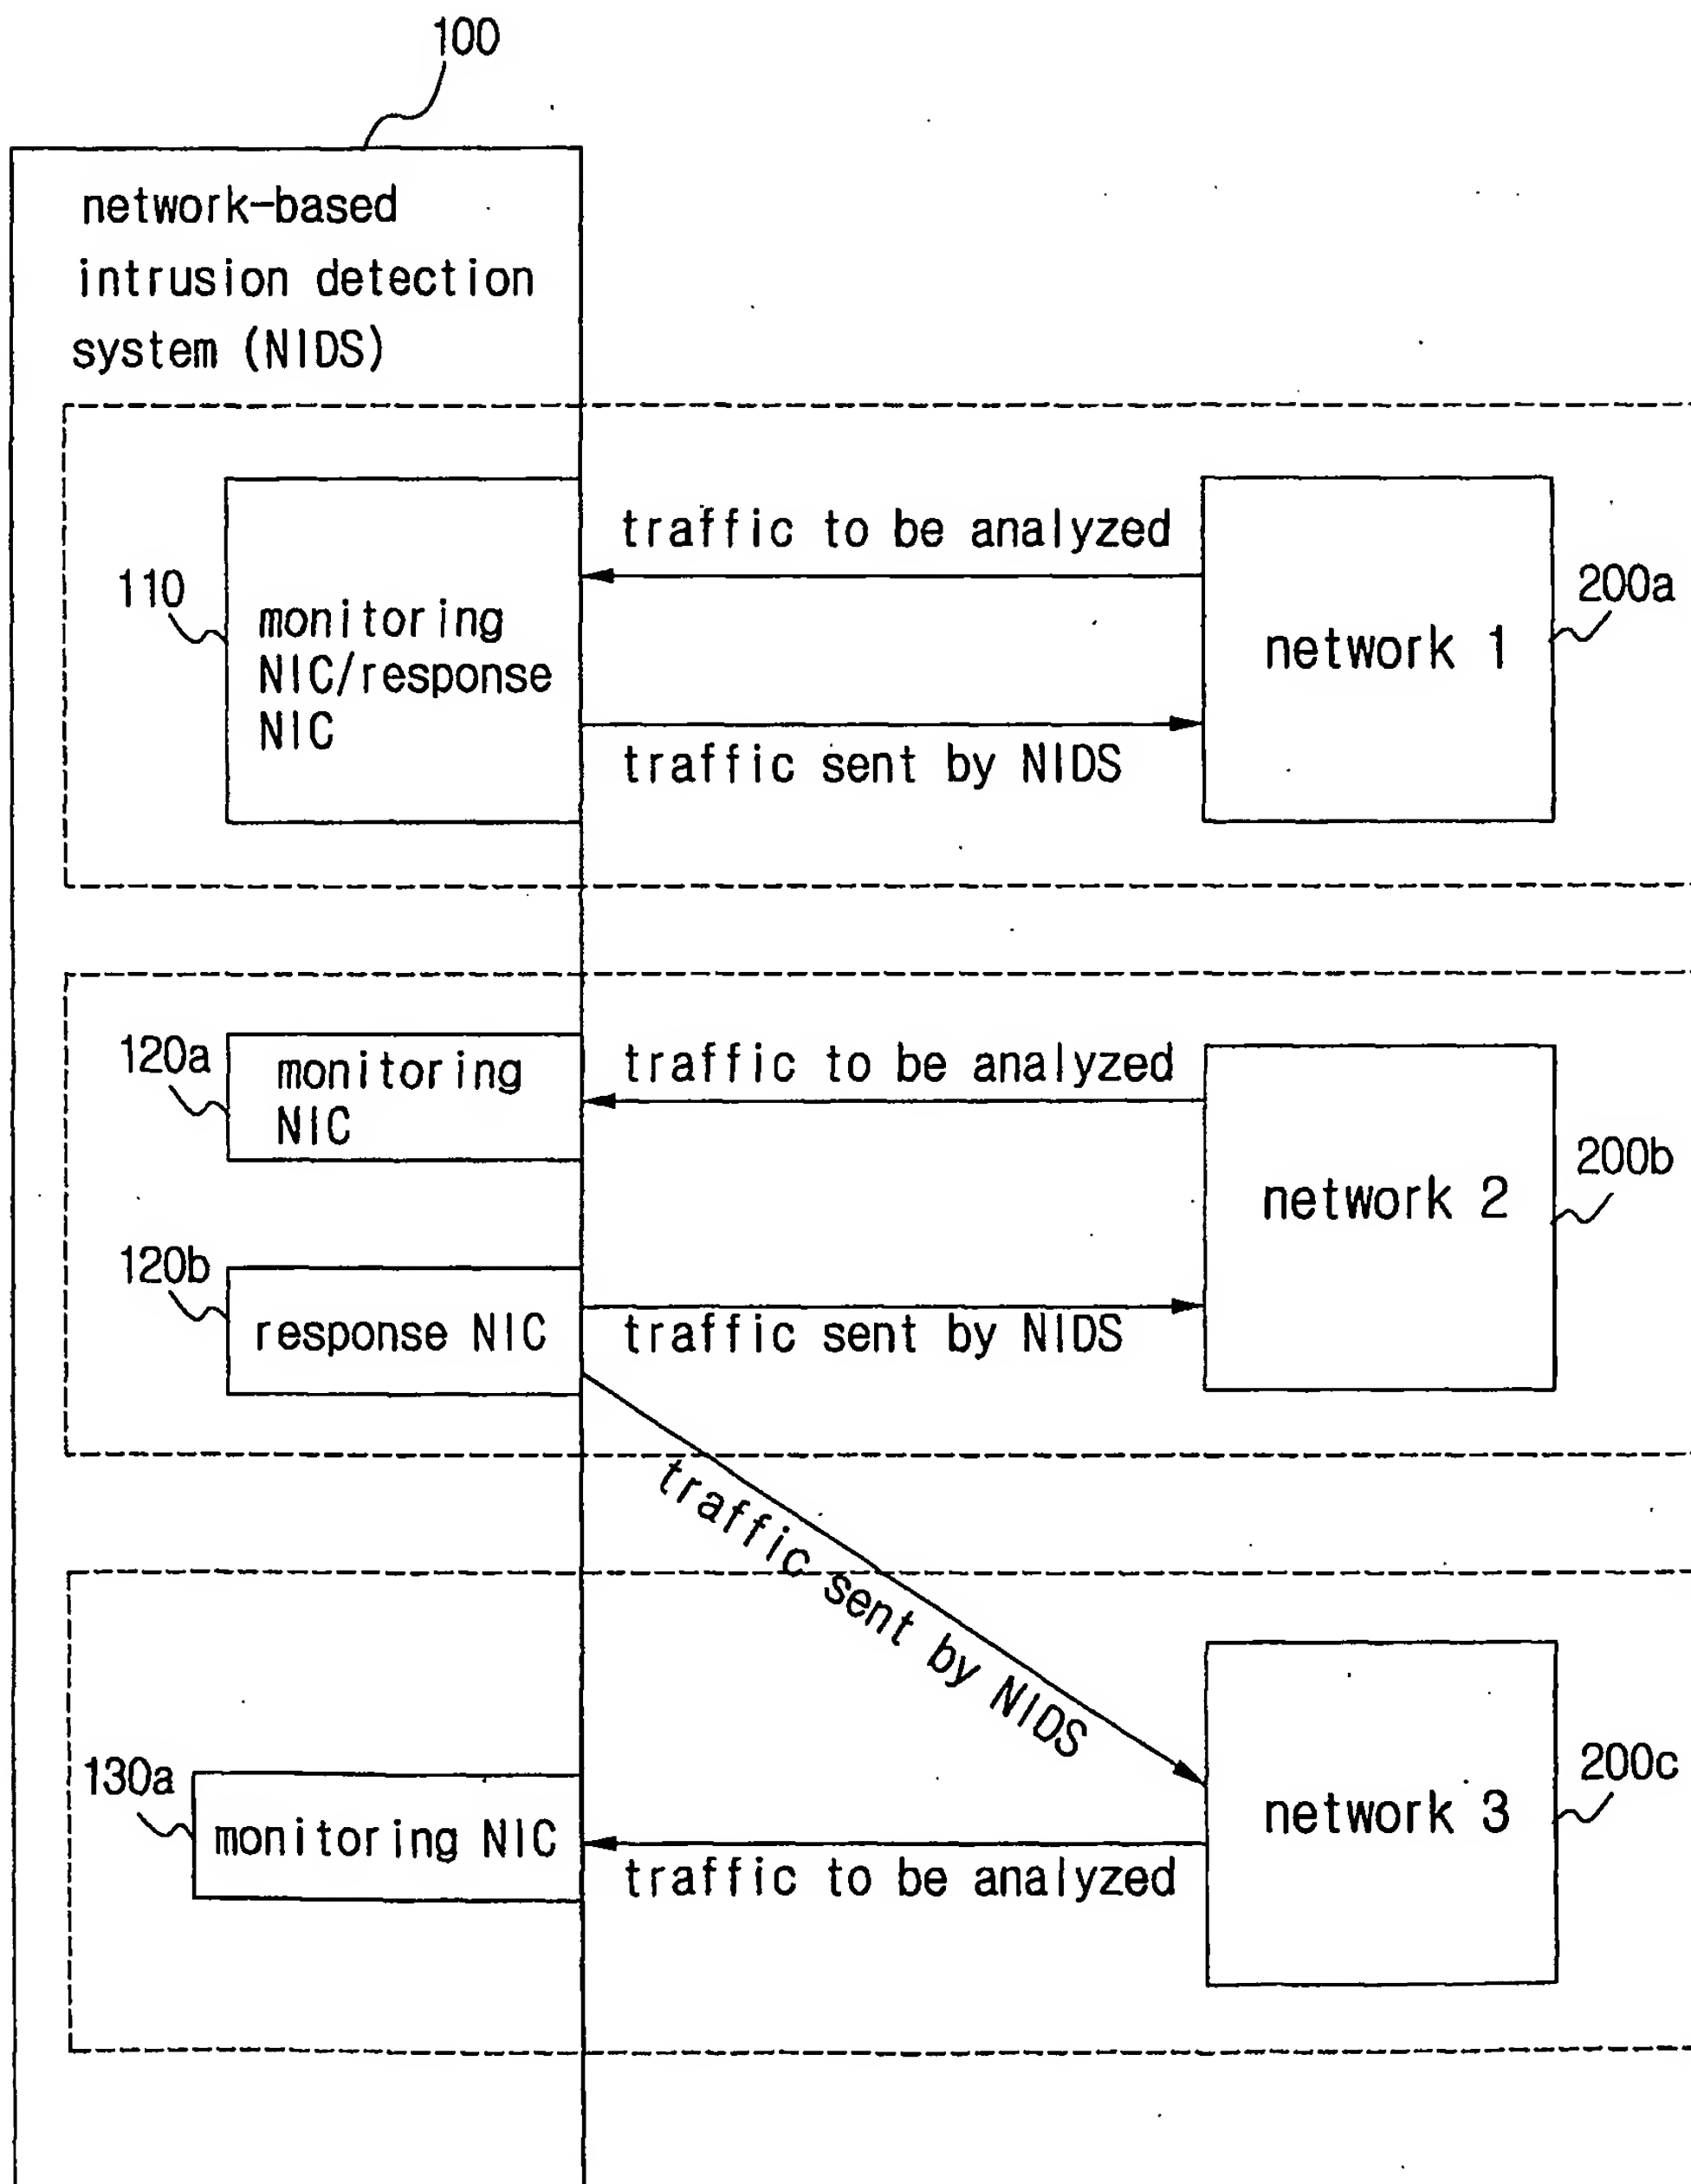 100
network-based
intrusion detection
system (NIDS)
traffic to be analyzed
110
monitoring
NIC/response
NIC
200a
network 1
traffic sent by NIDS
120a
monitoring
NIC
traffic to be analyzed
200b
network 2
120b
response NIC
traffic sent by NIDS
traffic sent by NIDS
130a
monitoring NIC
200c
network 3
traffic to be analyzed